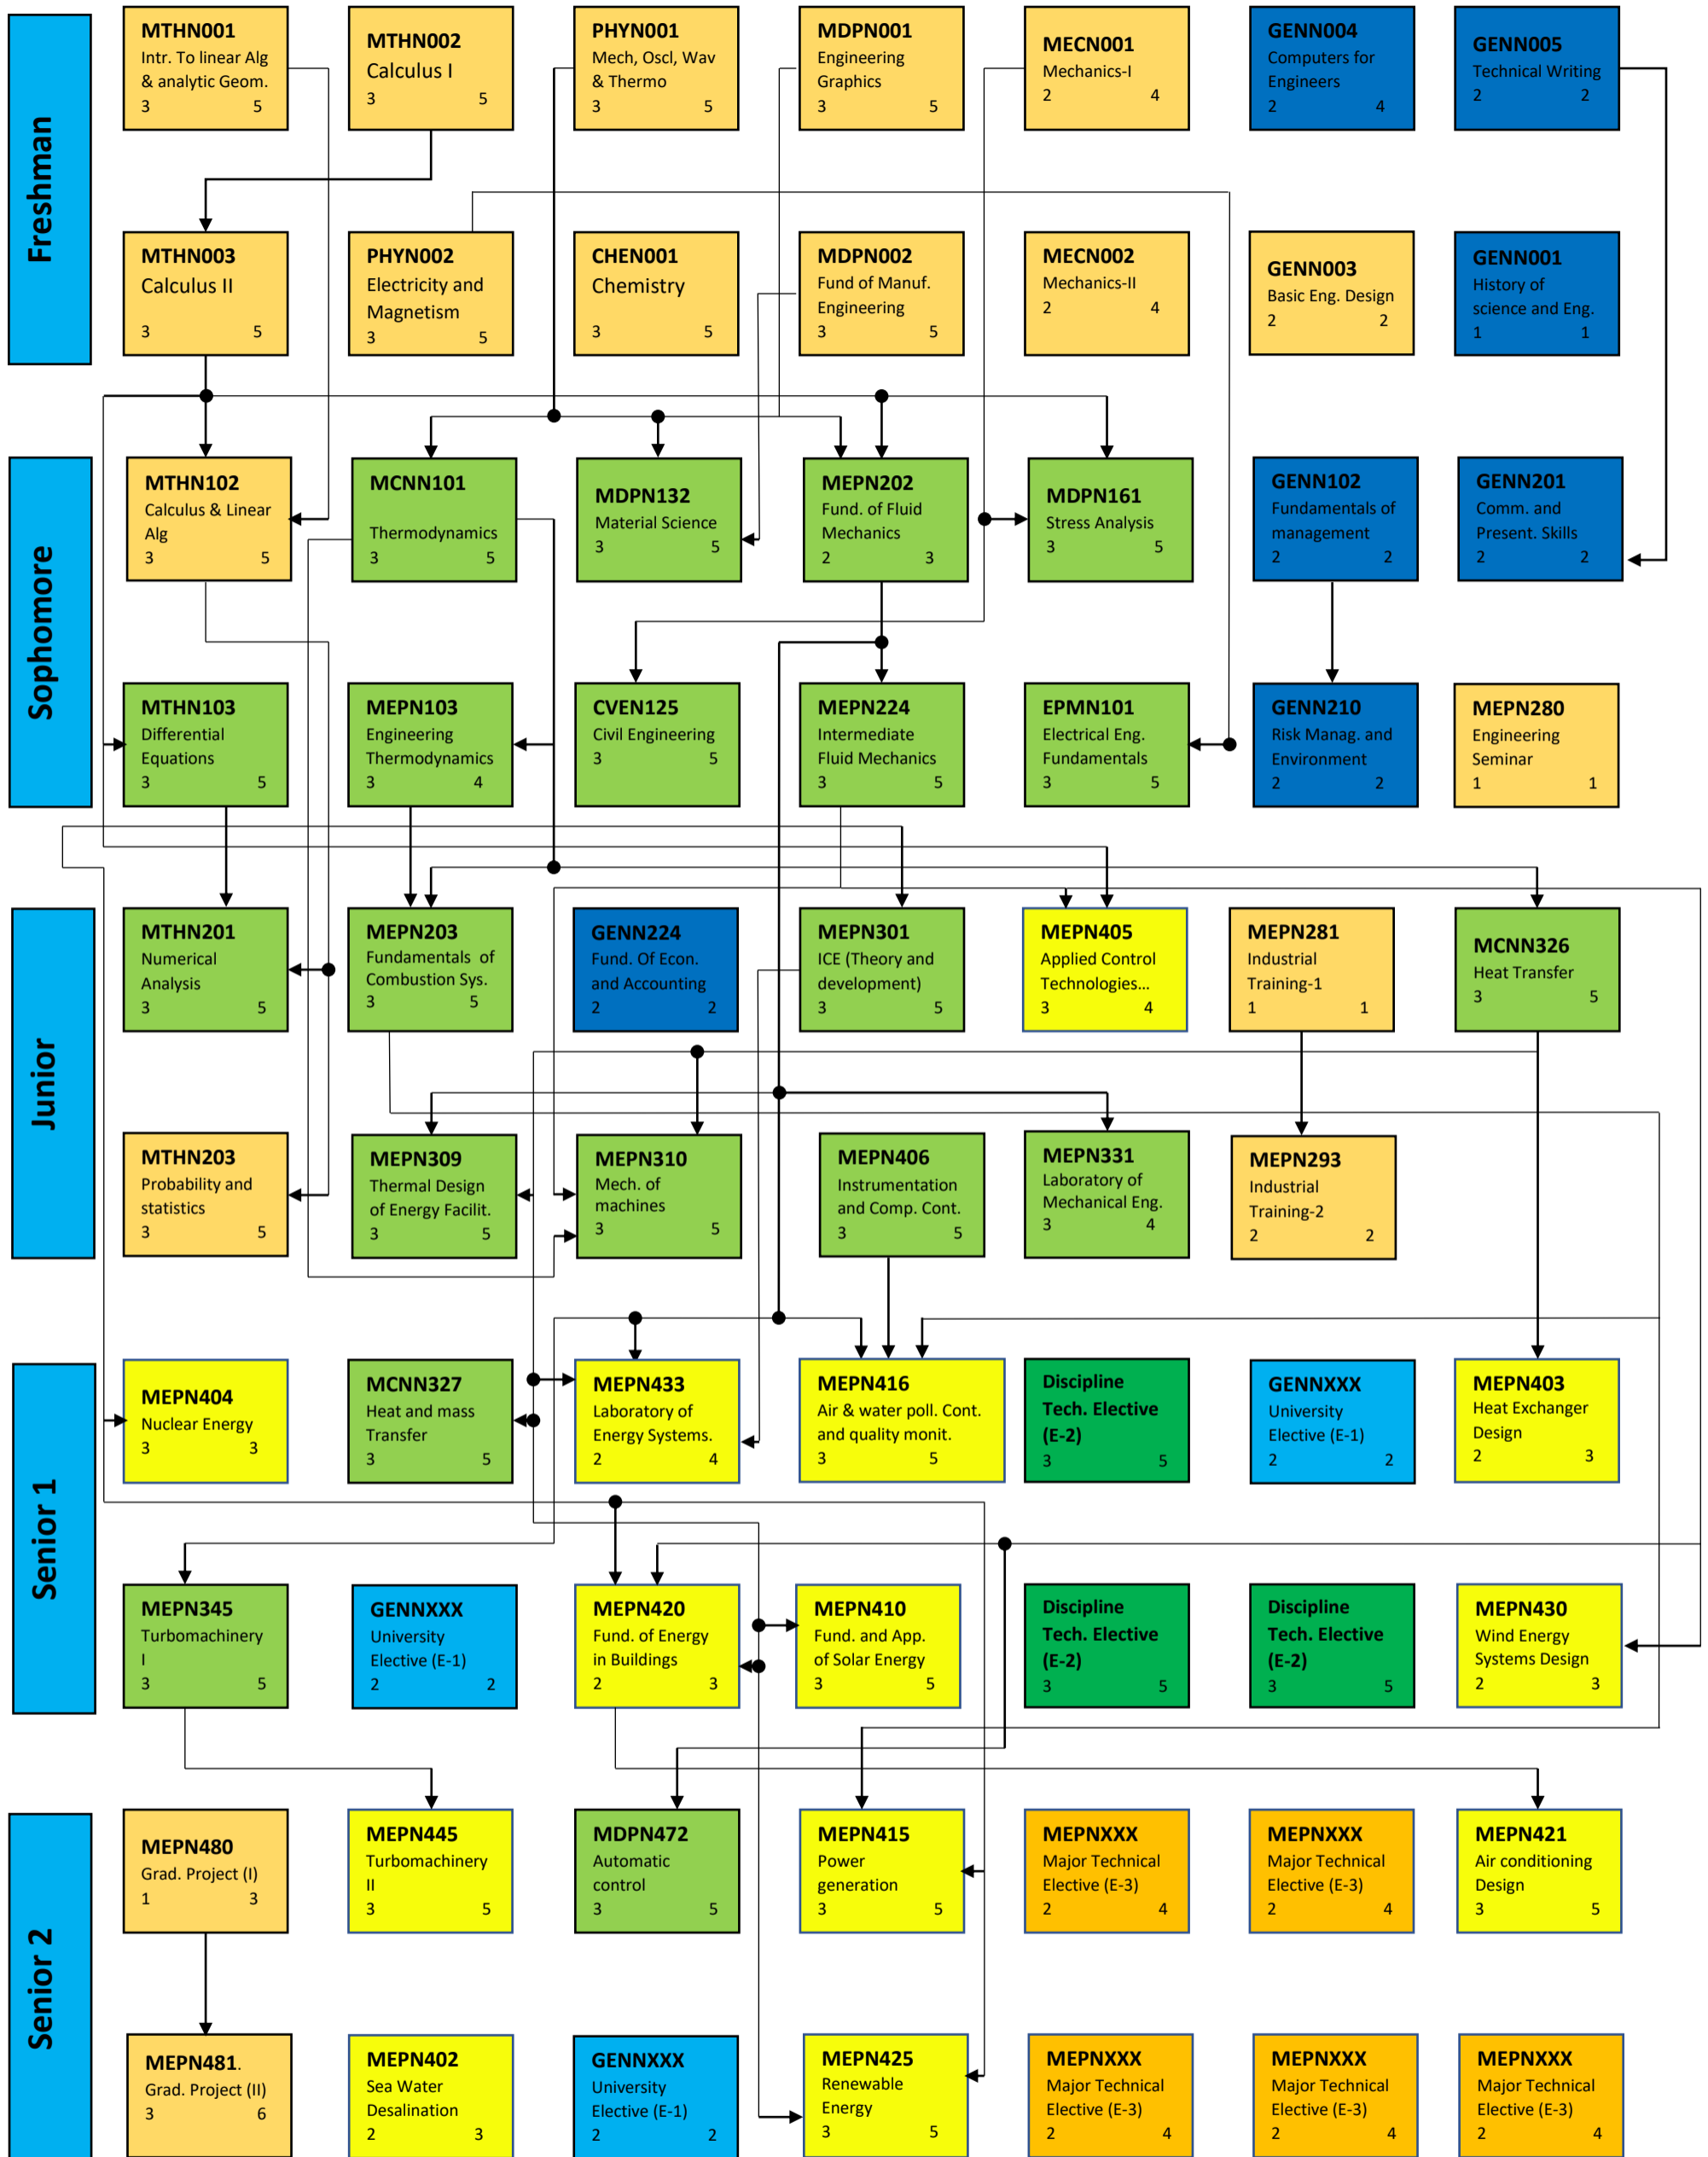 Freshman
MTHN001
Intr. To linear Alg
& analytic Geom.
3 5
MTHN002
Calculus I
3 5
PHYN001
Mech, Oscl, Wav
& Thermo
3 5
MDPN001
Engineering
Graphics
3 5
MECN001
Mechanics-I
2 4
GENN004
Computers for
Engineers
2 4
GENN005
Technical Writing
2 2
MTHN003
Calculus II
3 5
PHYN002
Electricity and
Magnetism
3 5
CHEN001
Chemistry
3 5
MDPN002
Fund of Manuf.
Engineering
3 5
MECN002
Mechanics-II
2 4
GENN003
Basic Eng. Design
2 2
GENN001
History of
science and Eng.
1 1
Sophomore
MTHN102
Calculus & Linear
Alg
3 5
MCNN101
Thermodynamics
3 5
MDPN132
Material Science
3 5
MEPN202
Fund. of Fluid
Mechanics
2 3
MDPN161
Stress Analysis
3 5
GENN102
Fundamentals of
management
2 2
GENN201
Comm. and
Present. Skills
2 2
MTHN103
Differential
Equations
3 5
MEPN103
Engineering
Thermodynamics
3 4
CVEN125
Civil Engineering
3 5
MEPN224
Intermediate
Fluid Mechanics
3 5
EPMN101
Electrical Eng.
Fundamentals
3 5
GENN210
Risk Manag. and
Environment
2 2
MEPN280
Engineering
Seminar
1 1
Junior
MTHN201
Numerical
Analysis
3 5
MEPN203
Fundamentals of
Combustion Sys.
3 5
GENN224
Fund. Of Econ.
and Accounting
2 2
MEPN301
ICE (Theory and
development)
3 5
MEPN405
Applied Control
Technologies...
3 4
MEPN281
Industrial
Training-1
1 1
MCNN326
Heat Transfer
3 5
MTHN203
Probability and
statistics
3 5
MEPN309
Thermal Design
of Energy Facilit.
3 5
MEPN310
Mech. of
machines
3 5
MEPN406
Instrumentation
and Comp. Cont.
3 5
MEPN331
Laboratory of
Mechanical Eng.
3 4
MEPN293
Industrial
Training-2
2 2
Senior 1
MEPN404
Nuclear Energy
3 3
MCNN327
Heat and mass
Transfer
3 5
MEPN433
Laboratory of
Energy Systems.
2 4
MEPN416
Air & water poll. Cont.
and quality monit.
3 5
Discipline
Tech. Elective
(E-2)
3 5
GENNXXX
University
Elective (E-1)
2 2
MEPN403
Heat Exchanger
Design
2 3
MEPN345
Turbomachinery
I
3 5
GENNXXX
University
Elective (E-1)
2 2
MEPN420
Fund. of Energy
in Buildings
2 3
MEPN410
Fund. and App.
of Solar Energy
3 5
Discipline
Tech. Elective
(E-2)
3 5
Discipline
Tech. Elective
(E-2)
3 5
MEPN430
Wind Energy
Systems Design
2 3
Senior 2
MEPN480
Grad. Project (I)
1 3
MEPN445
Turbomachinery
II
3 5
MDPN472
Automatic
control
3 5
MEPN415
Power
generation
3 5
MEPNXXX
Major Technical
Elective (E-3)
2 4
MEPNXXX
Major Technical
Elective (E-3)
2 4
MEPN421
Air conditioning
Design
3 5
MEPN481.
Grad. Project (II)
3 6
MEPN402
Sea Water
Desalination
2 3
GENNXXX
University
Elective (E-1)
2 2
MEPN425
Renewable
Energy
3 5
MEPNXXX
Major Technical
Elective (E-3)
2 4
MEPNXXX
Major Technical
Elective (E-3)
2 4
MEPNXXX
Major Technical
Elective (E-3)
2 4